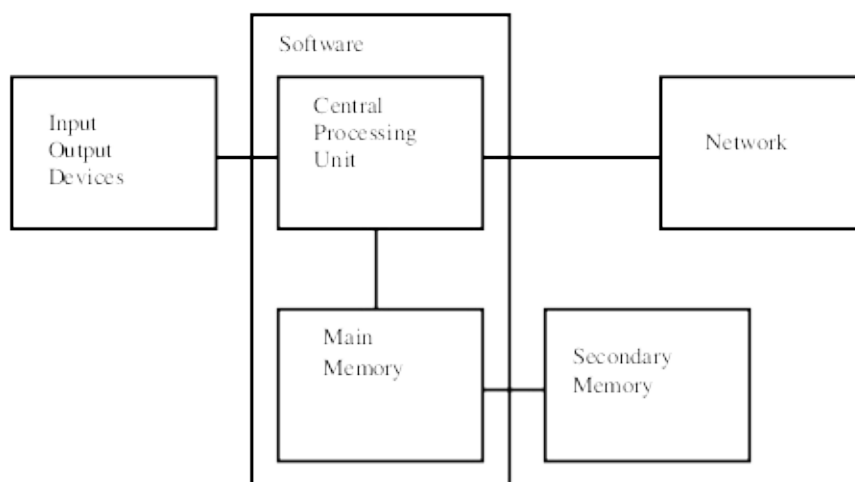 Software
Input
Output
Devices
Central
Processing
Unit
Network
Main
Memory
Secondary
Memory